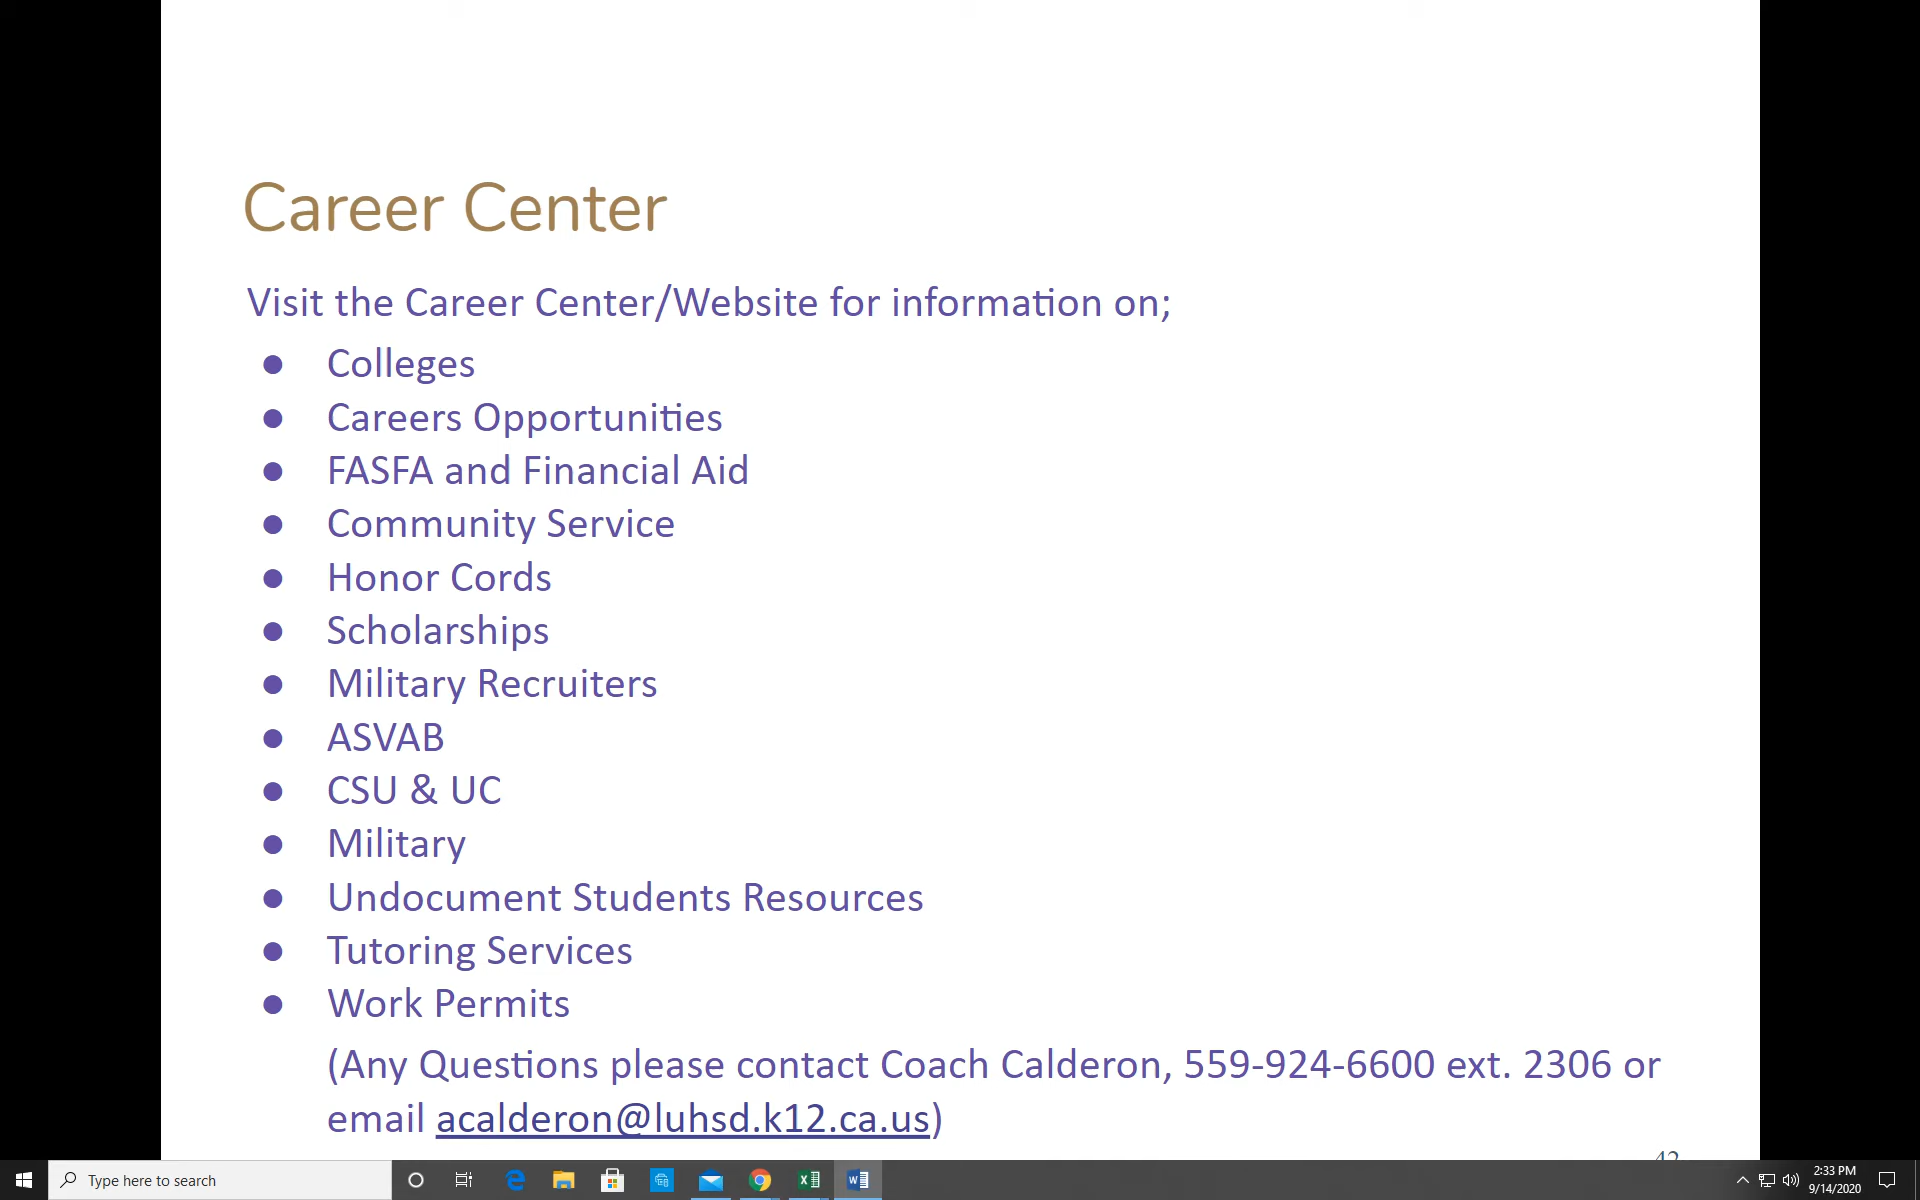 Career Center
Visit the Career Center/Website for information on;
● Colleges
● Careers Opportunities
● FASFA and Financial Aid
● Community Service
● Honor Cords
● Scholarships
● Military Recruiters
● ASVAB
● CSU & UC
● Military
● Undocument Students Resources
● Tutoring Services
● Work Permits
(Any Questions please contact Coach Calderon, 559-924-6600 ext. 2306 or
email acalderon@luhsd.k12.ca.us)
42
Type here to search
2:33 PM
9/14/2020